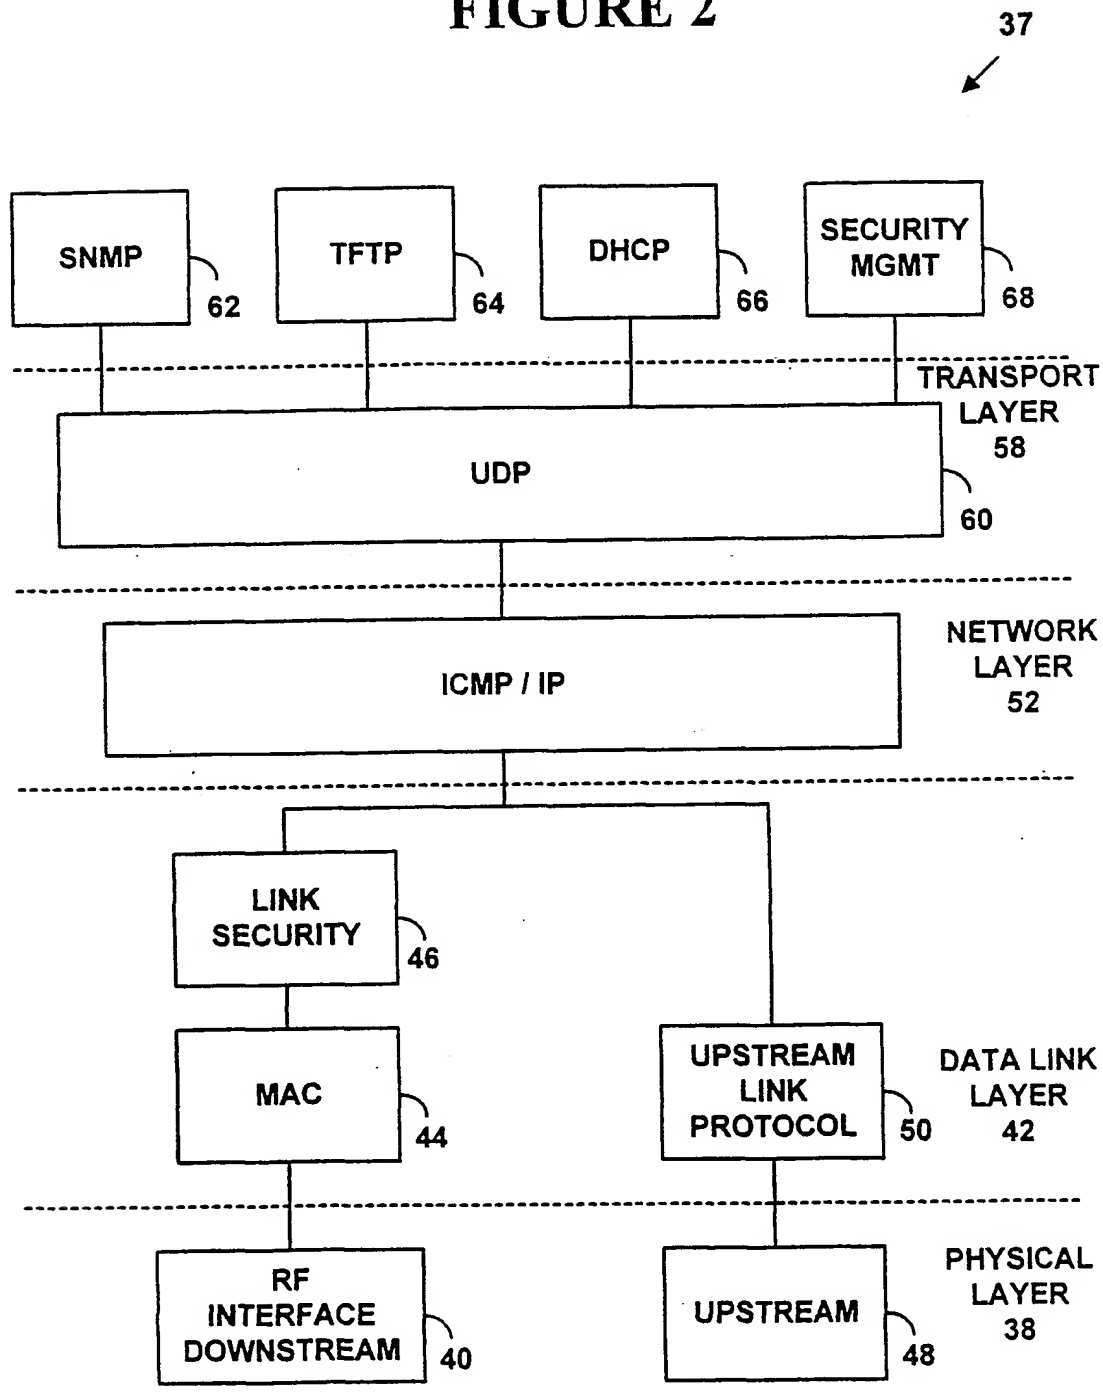 FIGURE 2
37
SNMP
62
TFTP
64
DHCP
66
SECURITY
MGMT
68
TRANSPORT
LAYER
58
UDP
60
NETWORK
LAYER
52
ICMP / IP
LINK
SECURITY
46
MAC
44
UPSTREAM
LINK
PROTOCOL
50
DATA LINK
LAYER
42
RF
INTERFACE
DOWNSTREAM
40
UPSTREAM
48
PHYSICAL
LAYER
38